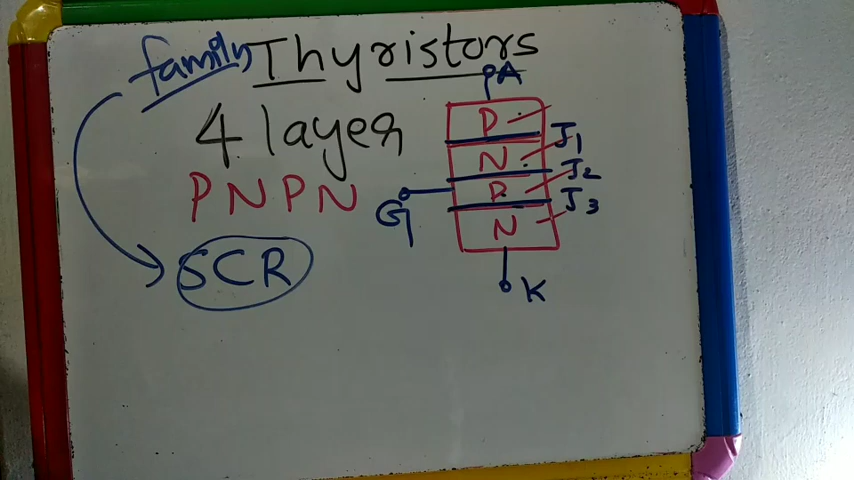 family Thyristors
A
4 layer
P
J1
N
PNPN
J2
P
G
J3
N
SCR
K